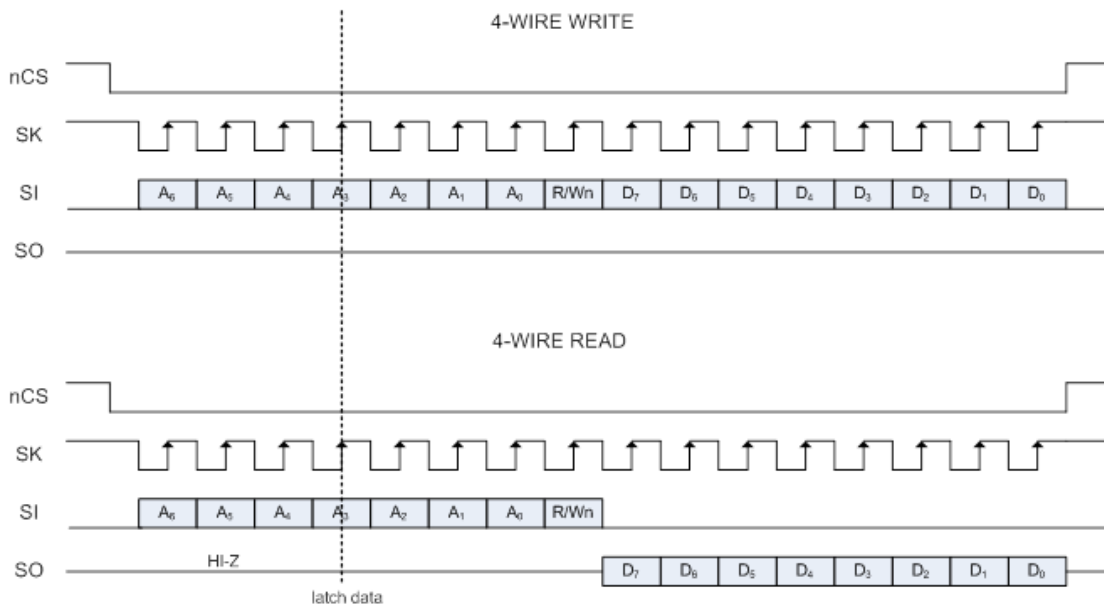 4-WIRE WRITE
nCS
SK
SI A₆ A₅ A₄ A₃ A₂ A₁ A₀ R/Wn D₇ D₆ D₅ D₄ D₃ D₂ D₁ D₀
SO
4-WIRE READ
nCS
SK
SI A₆ A₅ A₄ A₃ A₂ A₁ A₀ R/Wn
SO HI-Z D₇ D₆ D₅ D₄ D₃ D₂ D₁ D₀
latch data